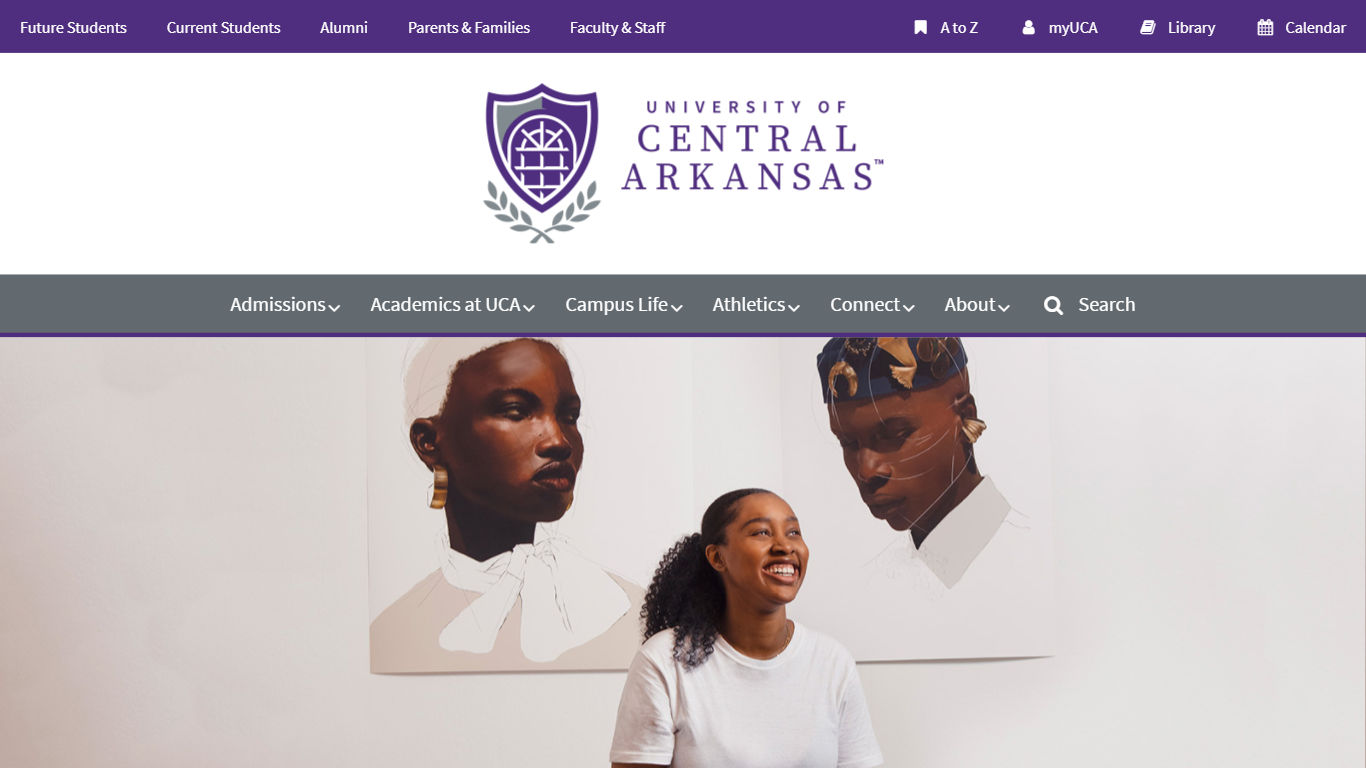 Future Students Current Students Alumni Parents & Families Faculty & Staff A to Z myUCA Library Calendar
UNIVERSITY OF
CENTRAL
ARKANSAS™
Admissions Academics at UCA Campus Life Athletics Connect About Search